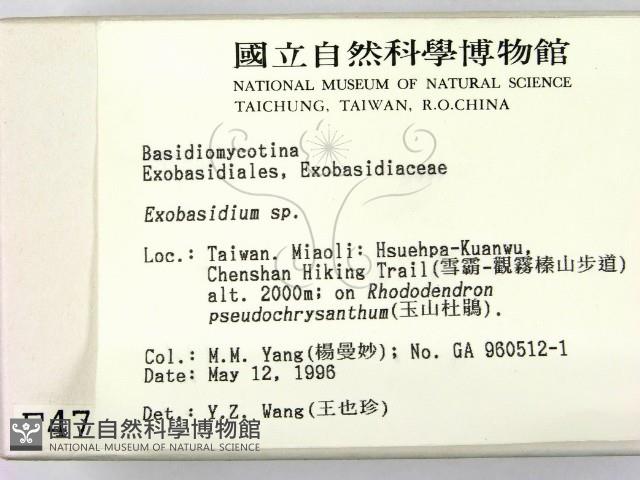 國立自然科學博物館
NATIONAL MUSEUM OF NATURAL SCIENCE
TAICHUNG, TAIWAN, R.O.CHINA
Basidiomycotina
Exobasidiales, Exobasidiaceae
Exobasidium sp.
Loc.: Taiwan. Miaoli: Hsuehpa-Kuanwu,
Chenshan Hiking Trail(雪霸-觀霧榛山步道)
alt. 2000m; on Rhododendron
pseudochrysanthum(玉山杜鵑).
Col.: M.M. Yang(楊曼妙); No. GA 960512-1
Date: May 12, 1996
Det.: Y.Z. Wang(王也珍)
國立自然科學博物館
NATIONAL MUSEUM OF NATURAL SCIENCE